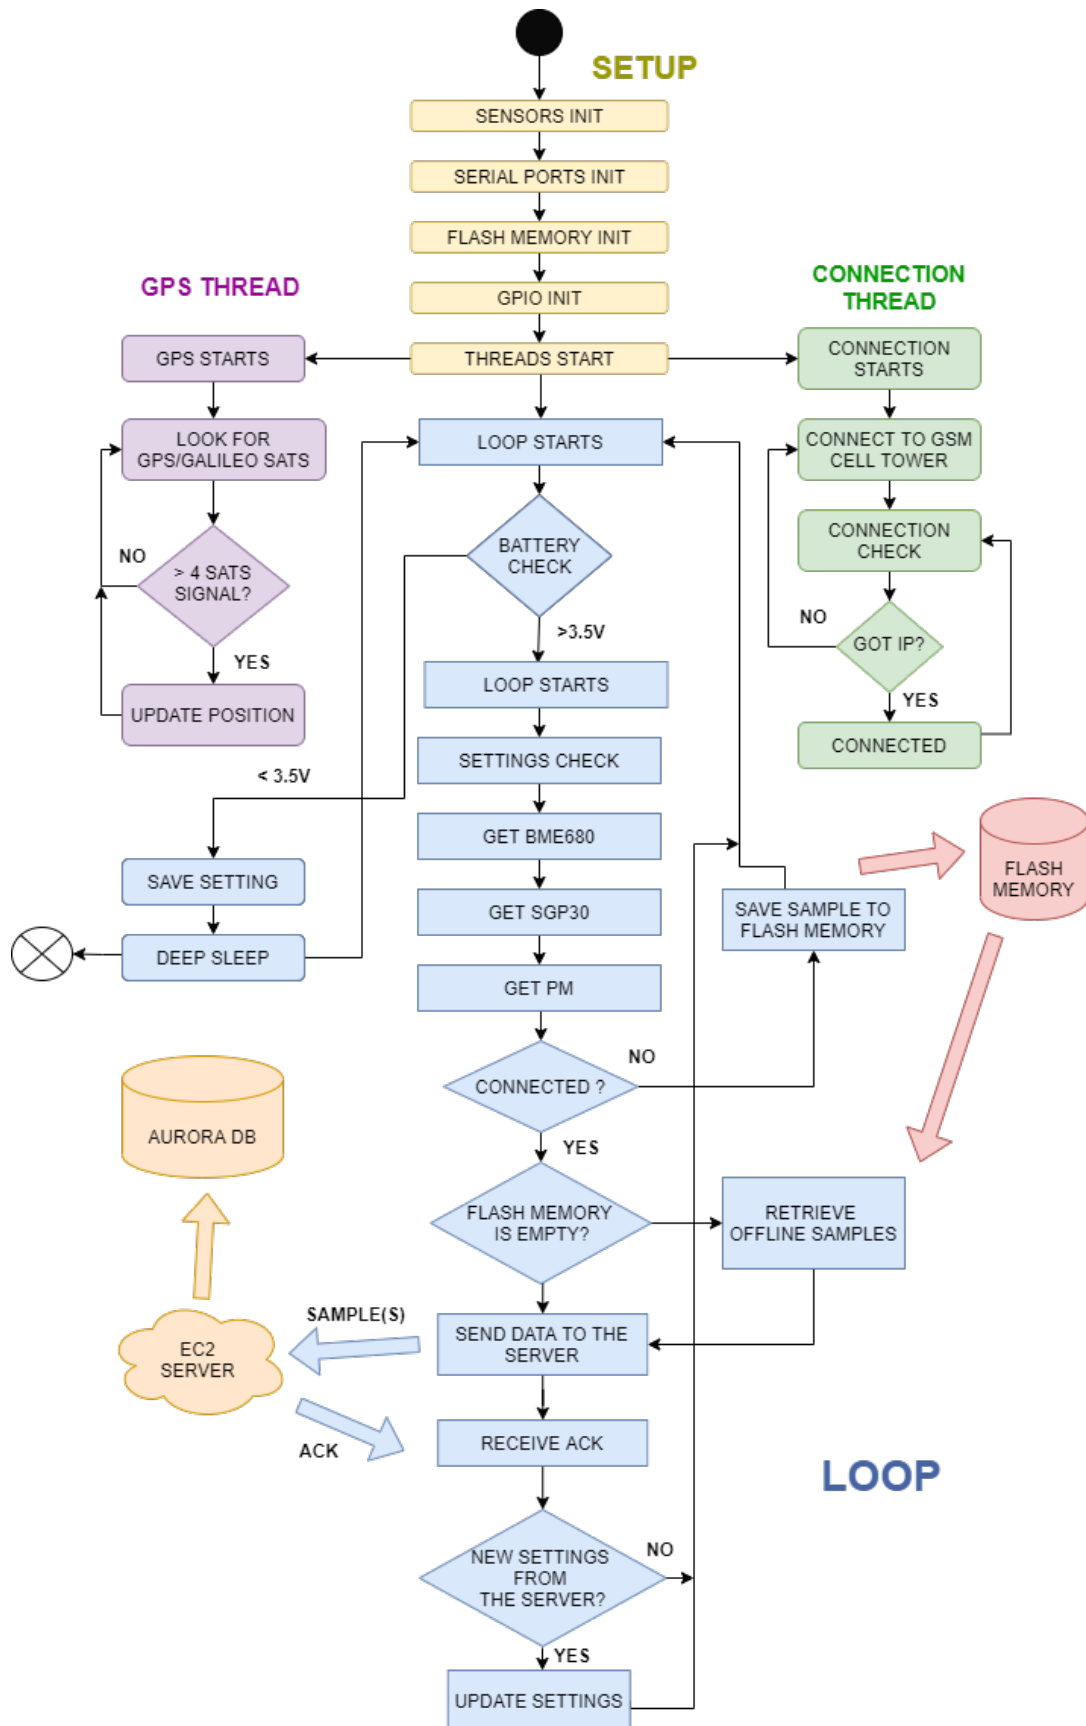 SETUP
SENSORS INIT
SERIAL PORTS INIT
FLASH MEMORY INIT
GPIO INIT
THREADS START
GPS THREAD
GPS STARTS
LOOK FOR
GPS/GALILEO SATS
NO
> 4 SATS
SIGNAL?
YES
UPDATE POSITION
CONNECTION
THREAD
CONNECTION
STARTS
CONNECT TO GSM
CELL TOWER
CONNECTION
CHECK
NO
GOT IP?
YES
CONNECTED
LOOP STARTS
BATTERY
CHECK
>3.5V
< 3.5V
SAVE SETTING
DEEP SLEEP
LOOP STARTS
SETTINGS CHECK
GET BME680
GET SGP30
GET PM
CONNECTED ?
NO
YES
SAVE SAMPLE TO
FLASH MEMORY
FLASH
MEMORY
FLASH MEMORY
IS EMPTY?
RETRIEVE
OFFLINE SAMPLES
SEND DATA TO THE
SERVER
SAMPLE(S)
AURORA DB
EC2
SERVER
ACK
RECEIVE ACK
LOOP
NEW SETTINGS
FROM
THE SERVER?
NO
YES
UPDATE SETTINGS